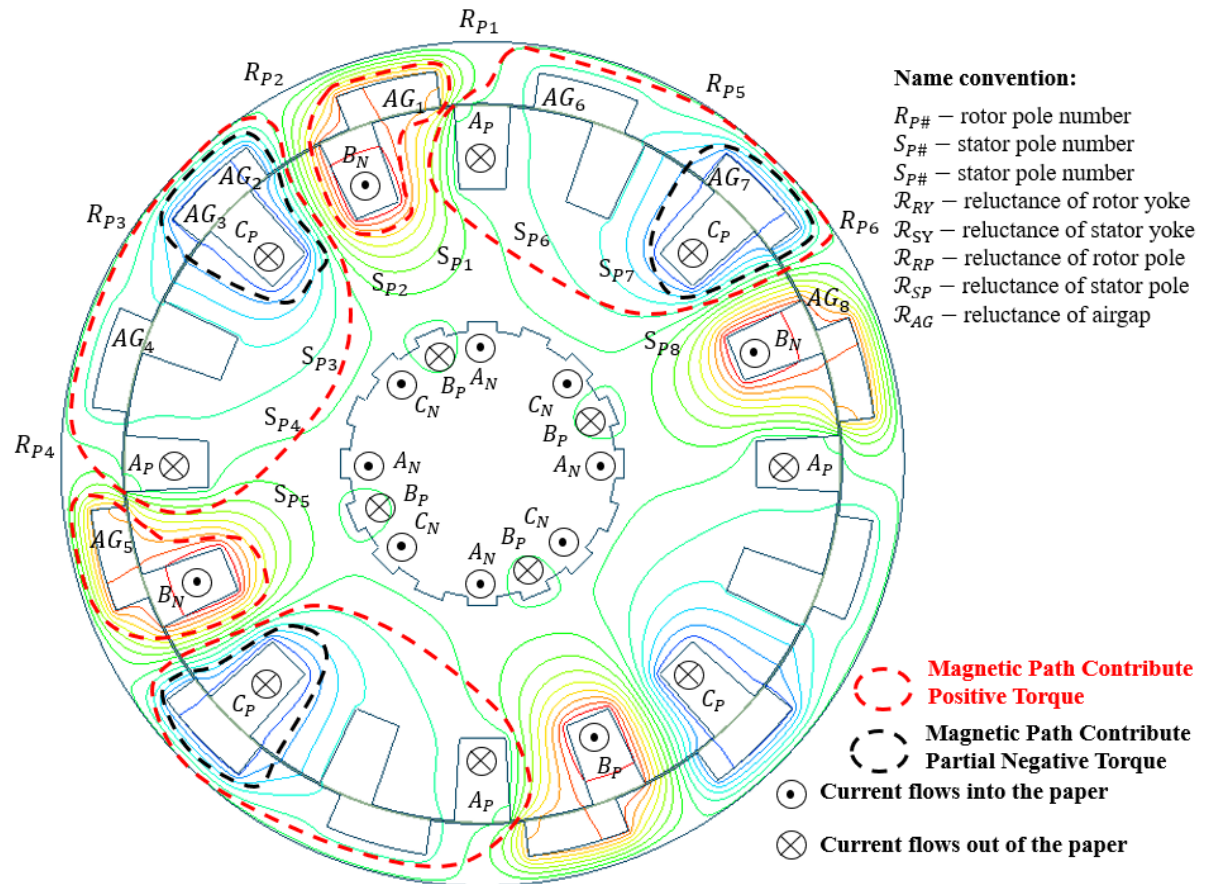 R_{P1}
R_{P2}
R_{P5}
AG_1
AG_6
A_P
B_N
AG_2
AG_7
R_{P3}
AG_3
C_P
C_P
R_{P6}
S_{P6}
S_{P1}
S_{P7}
S_{P2}
AG_8
AG_4
B_N
S_{P3}
S_{P8}
B_P
A_N
C_N
C_N
B_P
S_{P4}
R_{P4}
A_P
A_N
A_N
A_P
S_{P5}
B_P
C_N
C_N
AG_5
B_P
A_N
B_N
C_P
C_P
B_P
A_P
Name convention:
R_{P#} – rotor pole number
S_{P#} – stator pole number
S_{P#} – stator pole number
ℛ_{RY} – reluctance of rotor yoke
ℛ_{SY} – reluctance of stator yoke
ℛ_{RP} – reluctance of rotor pole
ℛ_{SP} – reluctance of stator pole
ℛ_{AG} – reluctance of airgap
Magnetic Path Contribute
Positive Torque
Magnetic Path Contribute
Partial Negative Torque
Current flows into the paper
Current flows out of the paper